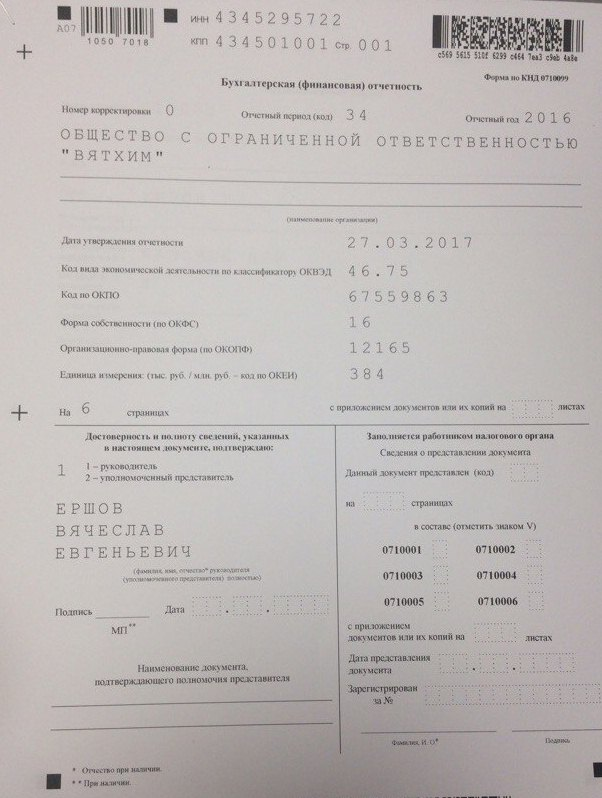 А07
1050 7018
ИНН 4345295722
КПП 434501001 Стр. 001
c569 5615 510f 6299 c464 7ea3 c9eb 4a8e
Форма по КНД 0710099
Бухгалтерская (финансовая) отчетность
Номер корректировки 0 Отчетный период (код) 34 Отчетный год 2016
ОБЩЕСТВО С ОГРАНИЧЕННОЙ ОТВЕТСТВЕННОСТЬЮ
"ВЯТХИМ"
(наименование организации)
Дата утверждения отчетности 27.03.2017
Код вида экономической деятельности по классификатору ОКВЭД 46.75
Код по ОКПО 67559863
Форма собственности (по ОКФС) 16
Организационно-правовая форма (по ОКОПФ) 12165
Единица измерения: (тыс. руб. / млн. руб. – код по ОКЕИ) 384
На 6 страницах с приложением документов или их копий на листах
Достоверность и полноту сведений, указанных
в настоящем документе, подтверждаю:
1 1 – руководитель
2 – уполномоченный представитель
ЕРШОВ
ВЯЧЕСЛАВ
ЕВГЕНЬЕВИЧ
(фамилия, имя, отчество* руководителя
(уполномоченного представителя) полностью)
Подпись Дата . .
МП**
Наименование документа,
подтверждающего полномочия представителя
Заполняется работником налогового органа
Сведения о представлении документа
Данный документ представлен (код)
на страницах
в составе (отметить знаком V)
0710001 0710002
0710003 0710004
0710005 0710006
с приложением
документов или их копий на листах
Дата представления
документа . .
Зарегистрирован
за №
Фамилия, И. О* Подпись
* Отчество при наличии.
** При наличии.